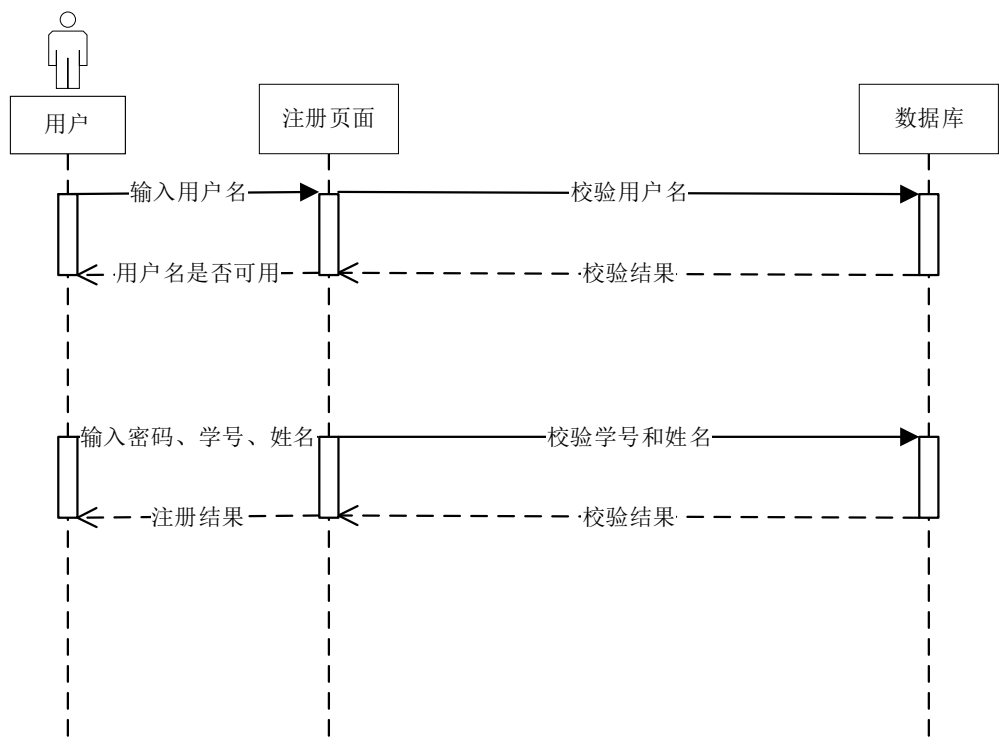 用户
注册页面
数据库
输入用户名
校验用户名
用户名是否可用
校验结果
输入密码、学号、姓名
校验学号和姓名
注册结果
校验结果